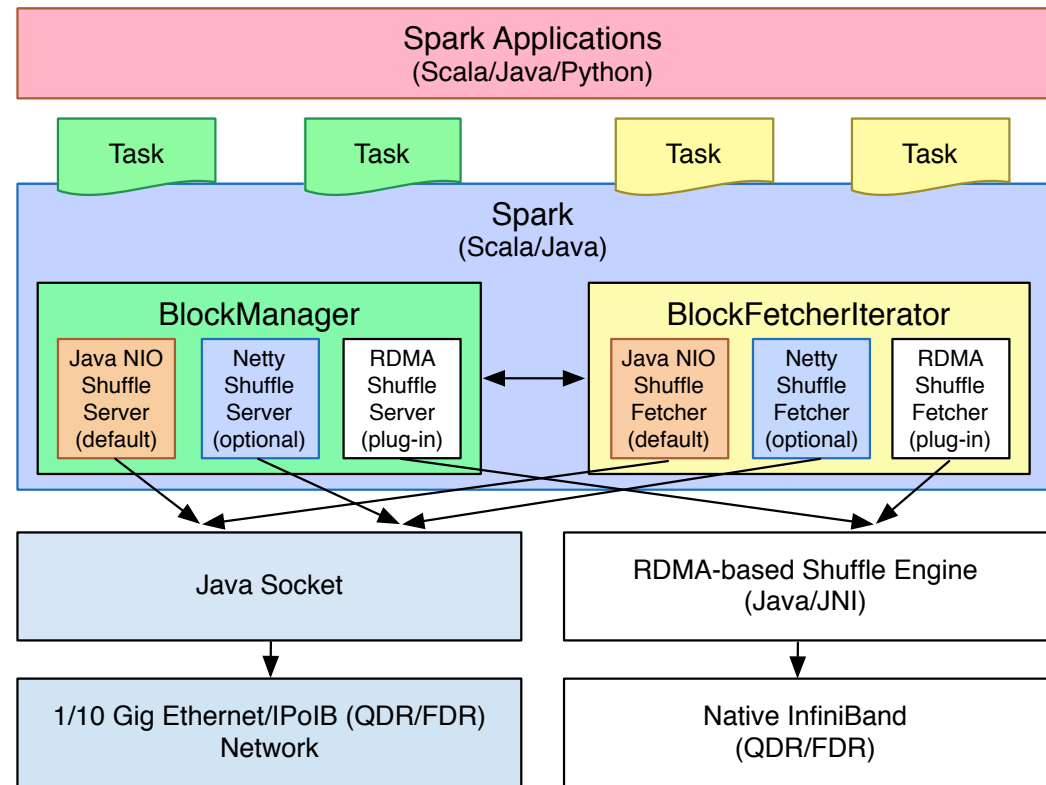 Spark Applications
(Scala/Java/Python)
Task
Task
Task
Task
Spark
(Scala/Java)
BlockManager
Java NIO
Shuffle
Server
(default)
Netty
Shuffle
Server
(optional)
RDMA
Shuffle
Server
(plug-in)
BlockFetcherIterator
Java NIO
Shuffle
Fetcher
(default)
Netty
Shuffle
Fetcher
(optional)
RDMA
Shuffle
Fetcher
(plug-in)
Java Socket
RDMA-based Shuffle Engine
(Java/JNI)
1/10 Gig Ethernet/IPoIB (QDR/FDR)
Network
Native InfiniBand
(QDR/FDR)